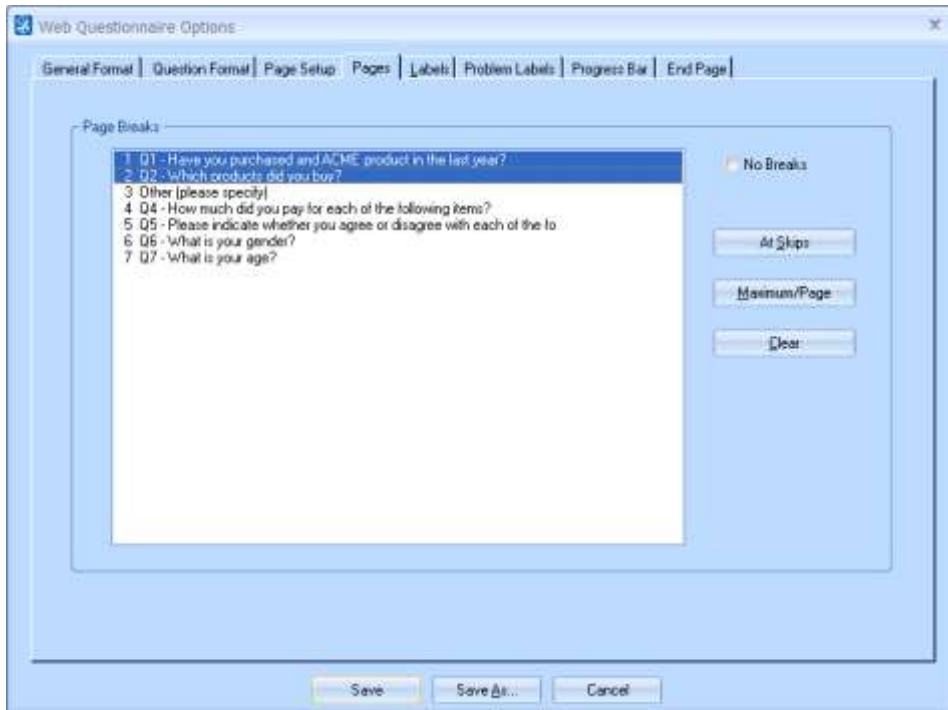 Web Questionnaire Options
General Format Question Format Page Setup Pages Labels Problem Labels Progress Bar End Page
Page Breaks
1 Q1 - Have you purchased and ACME product in the last year?
2 Q2 - Which products did you buy?
3 Other (please specify)
4 Q4 - How much did you pay for each of the following items?
5 Q5 - Please indicate whether you agree or disagree with each of the fo
6 Q6 - What is your gender?
7 Q7 - What is your age?
No Breaks
At Skips
Maximum/Page
Clear
Save Save As... Cancel